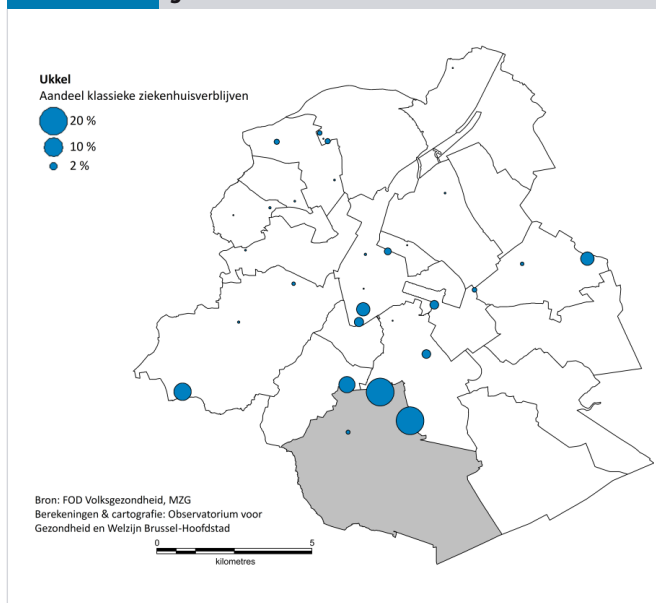 Ukkel
Aandeel klassieke ziekenhuisverblijven
20 %
10 %
2 %
Bron: FOD Volksgezondheid, MZG
Berekeningen & cartografie: Observatorium voor
Gezondheid en Welzijn Brussel-Hoofdstad
0 5
kilometres